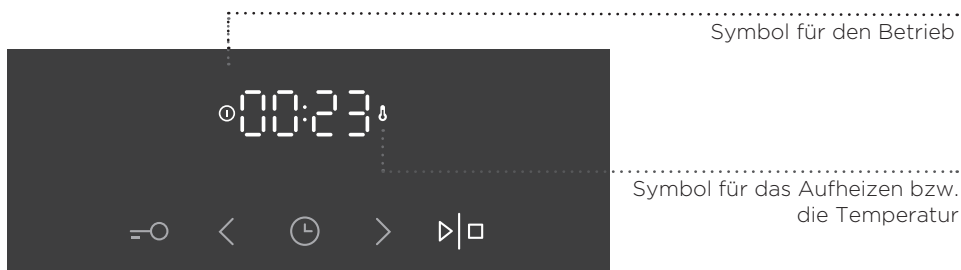 Symbol für den Betrieb
00:23
Symbol für das Aufheizen bzw.
die Temperatur